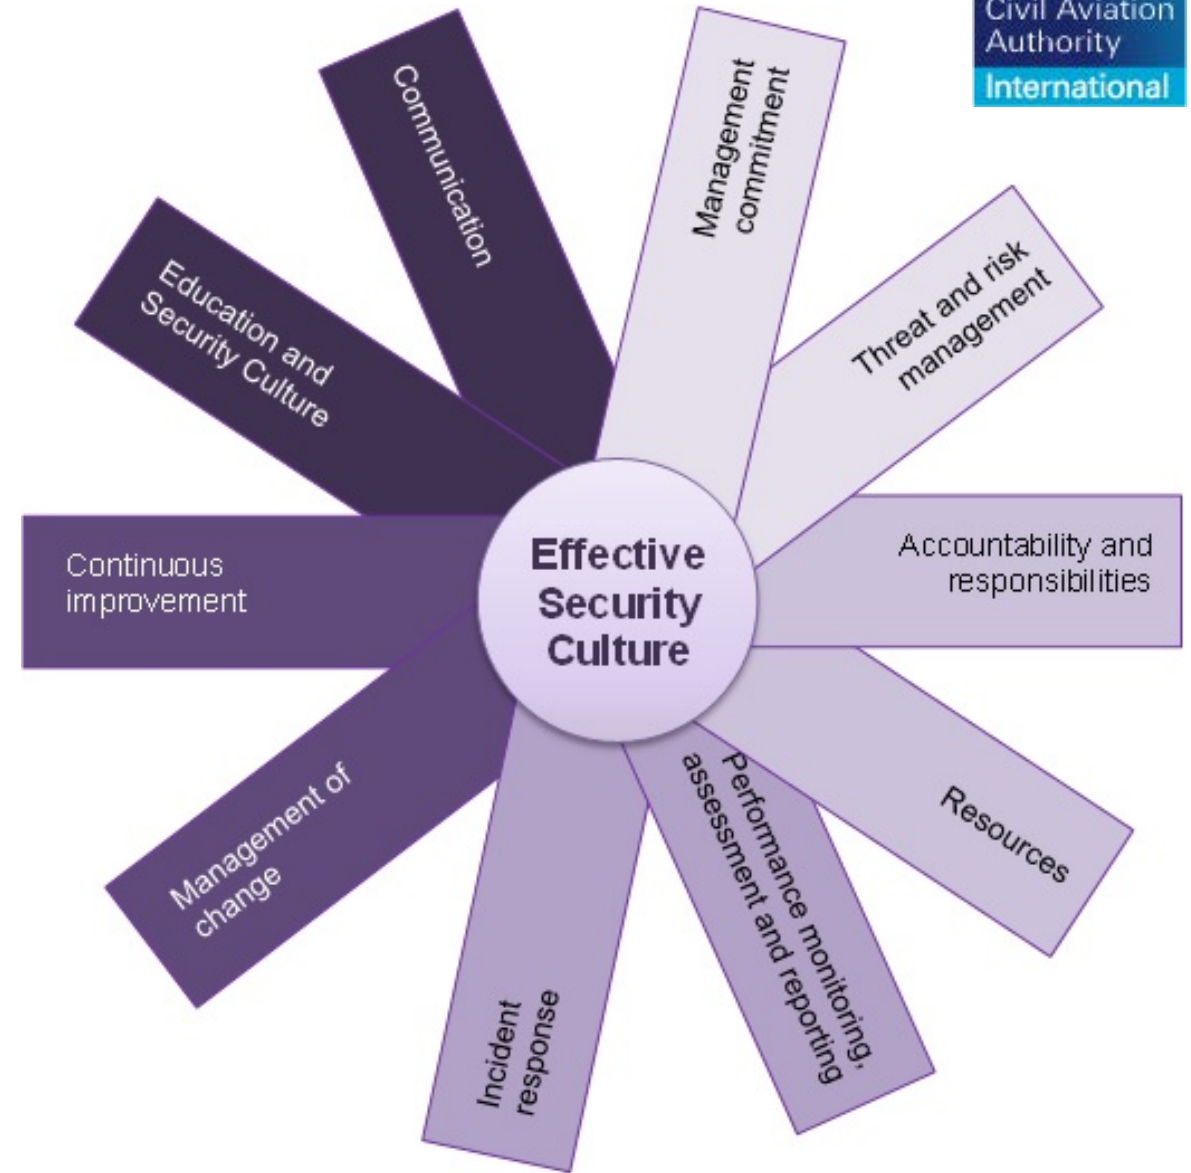 Civil Aviation
Authority
International
Management
commitment
Threat and risk
management
Accountability and
responsibilities
Resources
Performance monitoring,
assessment and reporting
Incident
response
Management of
change
Continuous
improvement
Education and
Security Culture
Communication
Effective
Security
Culture